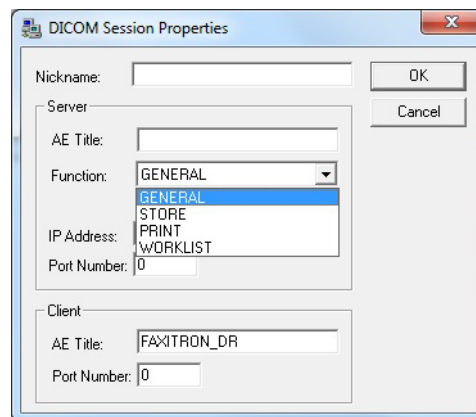 DICOM Session Properties
Nickname:
OK
Server
Cancel
AE Title:
Function: GENERAL
GENERAL
STORE
PRINT
IP Address:
WORKLIST
Port Number: 0
Client
AE Title: FAXITRON_DR
Port Number: 0